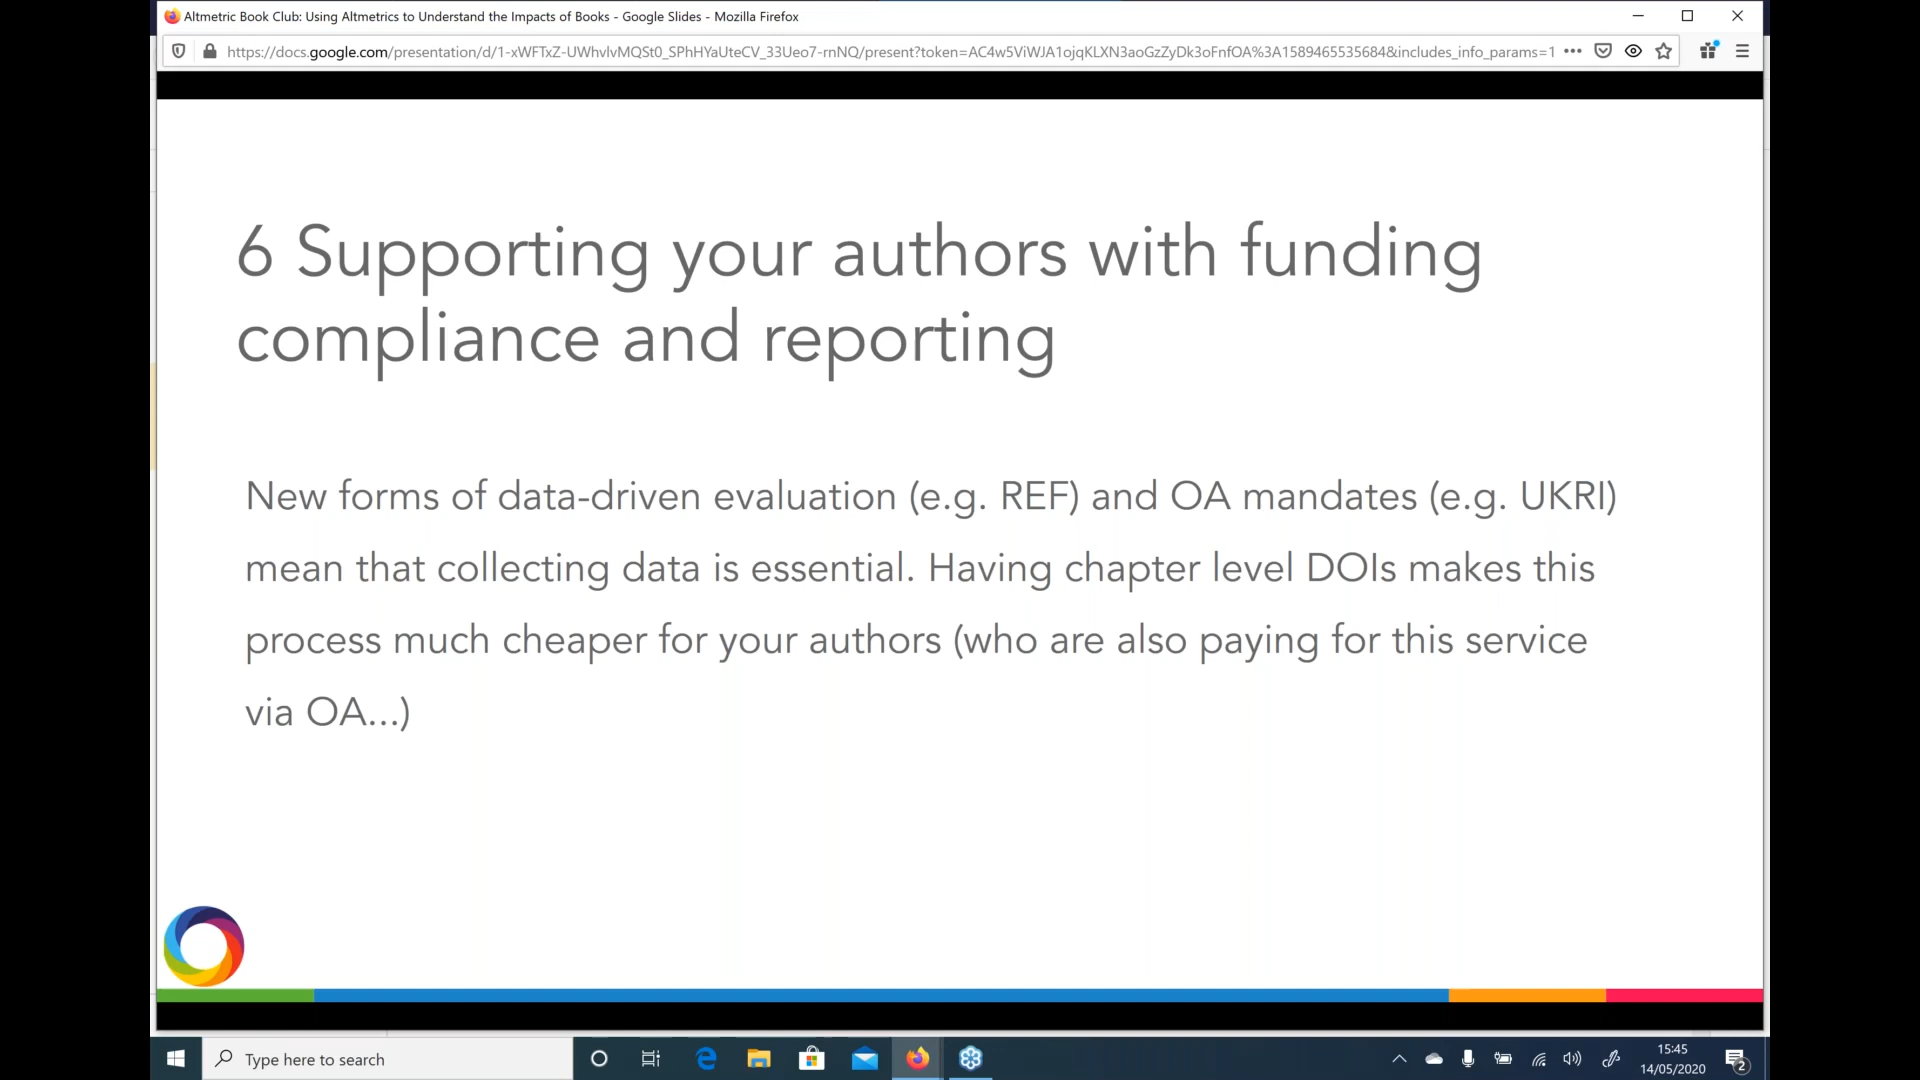 Altmetric Book Club: Using Altmetrics to Understand the Impacts of Books - Google Slides - Mozilla Firefox
https://docs.google.com/presentation/d/1-xWFTxZ-UWhvlvMQSt0_SPhHYaUteCV_33Ueo7-rnNQ/present?token=AC4w5ViWJA1ojqKLXN3aoGzZyDk3oFnfOA%3A1589465535684&includes_info_params=1
6 Supporting your authors with funding
compliance and reporting
New forms of data-driven evaluation (e.g. REF) and OA mandates (e.g. UKRI)
mean that collecting data is essential. Having chapter level DOIs makes this
process much cheaper for your authors (who are also paying for this service
via OA...)
Type here to search
15:45
14/05/2020
2